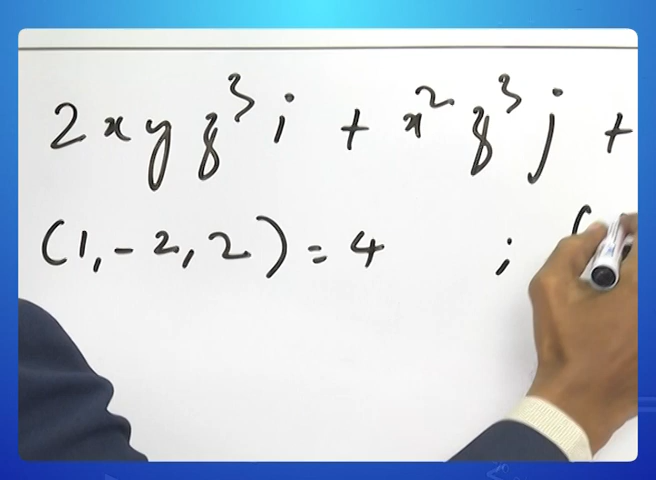 2xyz³i + x²z³j +
(1, -2, 2) = 4 ; (